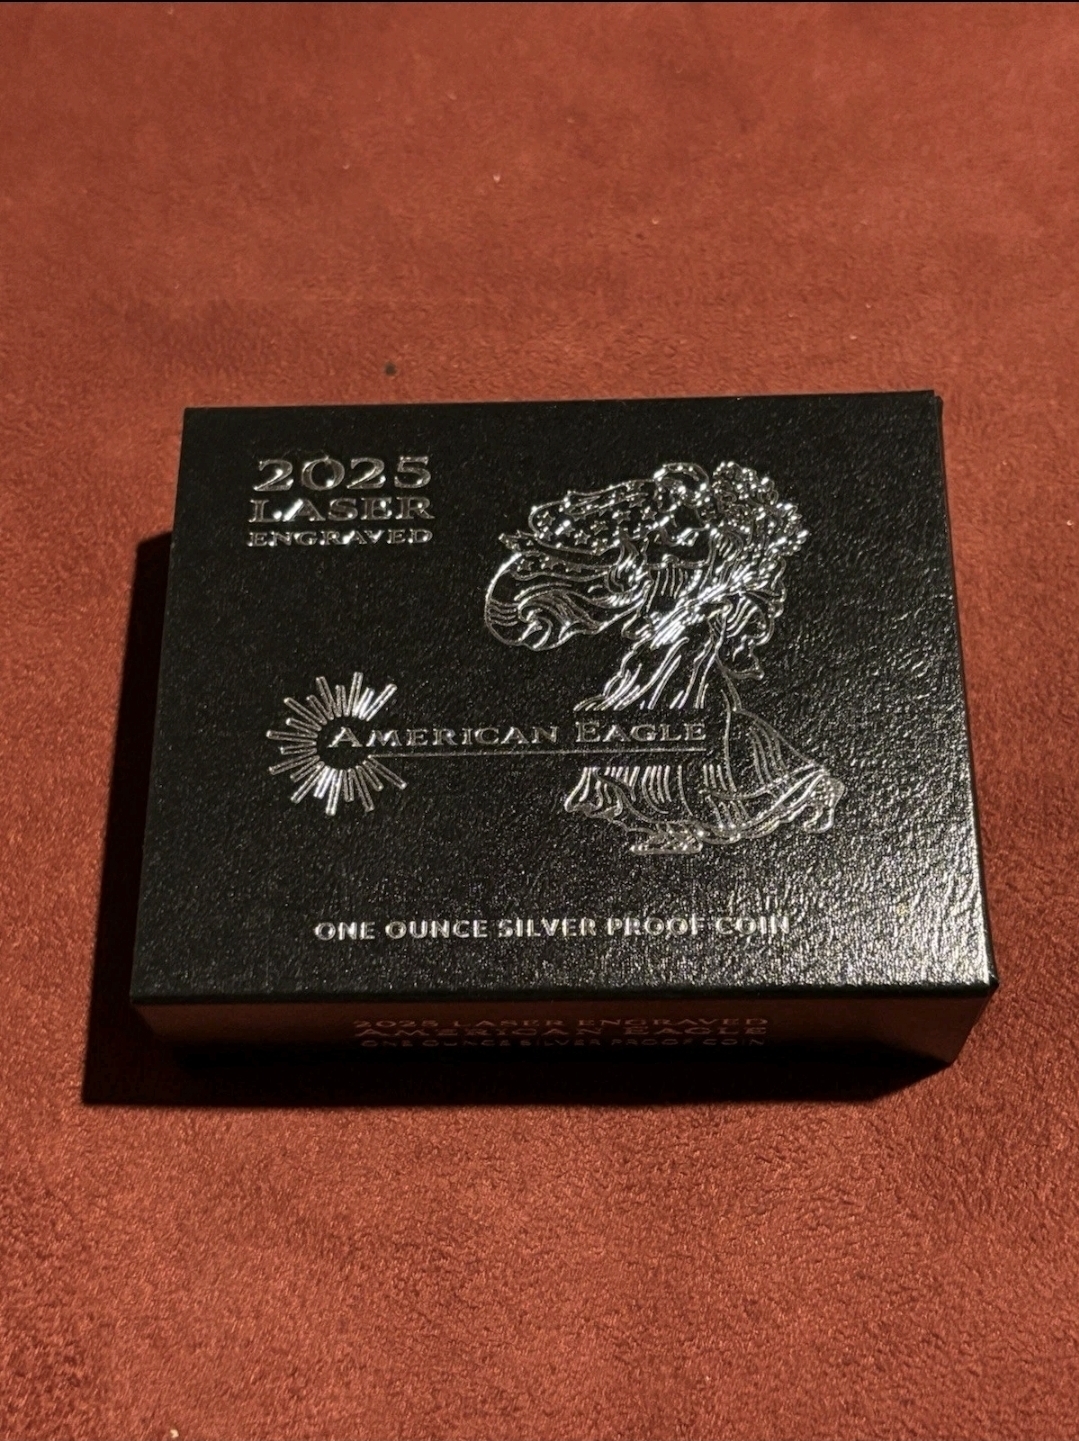 2025
LASER
ENGRAVED
AMERICAN EAGLE
ONE OUNCE SILVER PROOF COIN
2025 LASER ENGRAVED
AMERICAN EAGLE
ONE OUNCE SILVER PROOF COIN